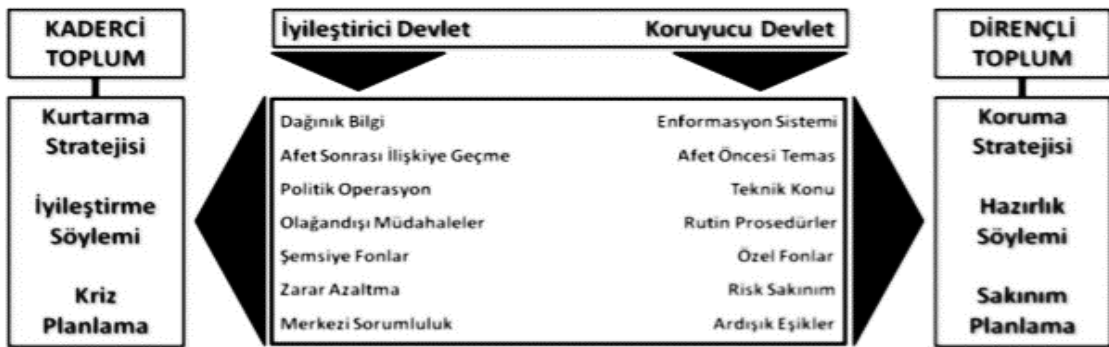 KADERCİ
TOPLUM
Kurtarma
Stratejisi
İyileştirme
Söylemi
Kriz
Planlama
İyileştirici Devlet Koruyucu Devlet
Dağınık Bilgi Enformasyon Sistemi
Afet Sonrası İlişkiye Geçme Afet Öncesi Temas
Politik Operasyon Teknik Konu
Olağandışı Müdahaleler Rutin Prosedürler
Şemsiye Fonlar Özel Fonlar
Zarar Azaltma Risk Sakınım
Merkezi Sorumluluk Ardışık Eşikler
DİRENÇLİ
TOPLUM
Koruma
Stratejisi
Hazırlık
Söylemi
Sakınım
Planlama